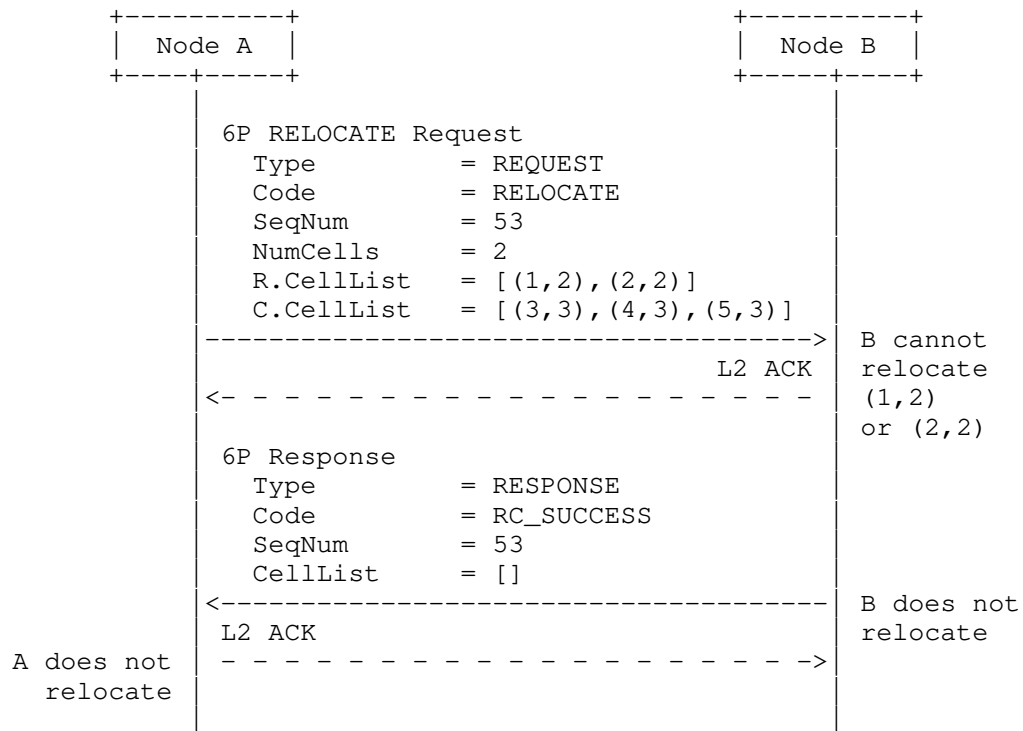 Node A Node B
6P RELOCATE Request
Type = REQUEST
Code = RELOCATE
SeqNum = 53
NumCells = 2
R.CellList = [(1,2),(2,2)]
C.CellList = [(3,3),(4,3),(5,3)]
B cannot
L2 ACK relocate
(1,2)
or (2,2)
6P Response
Type = RESPONSE
Code = RC_SUCCESS
SeqNum = 53
CellList = []
B does not
L2 ACK relocate
A does not
relocate